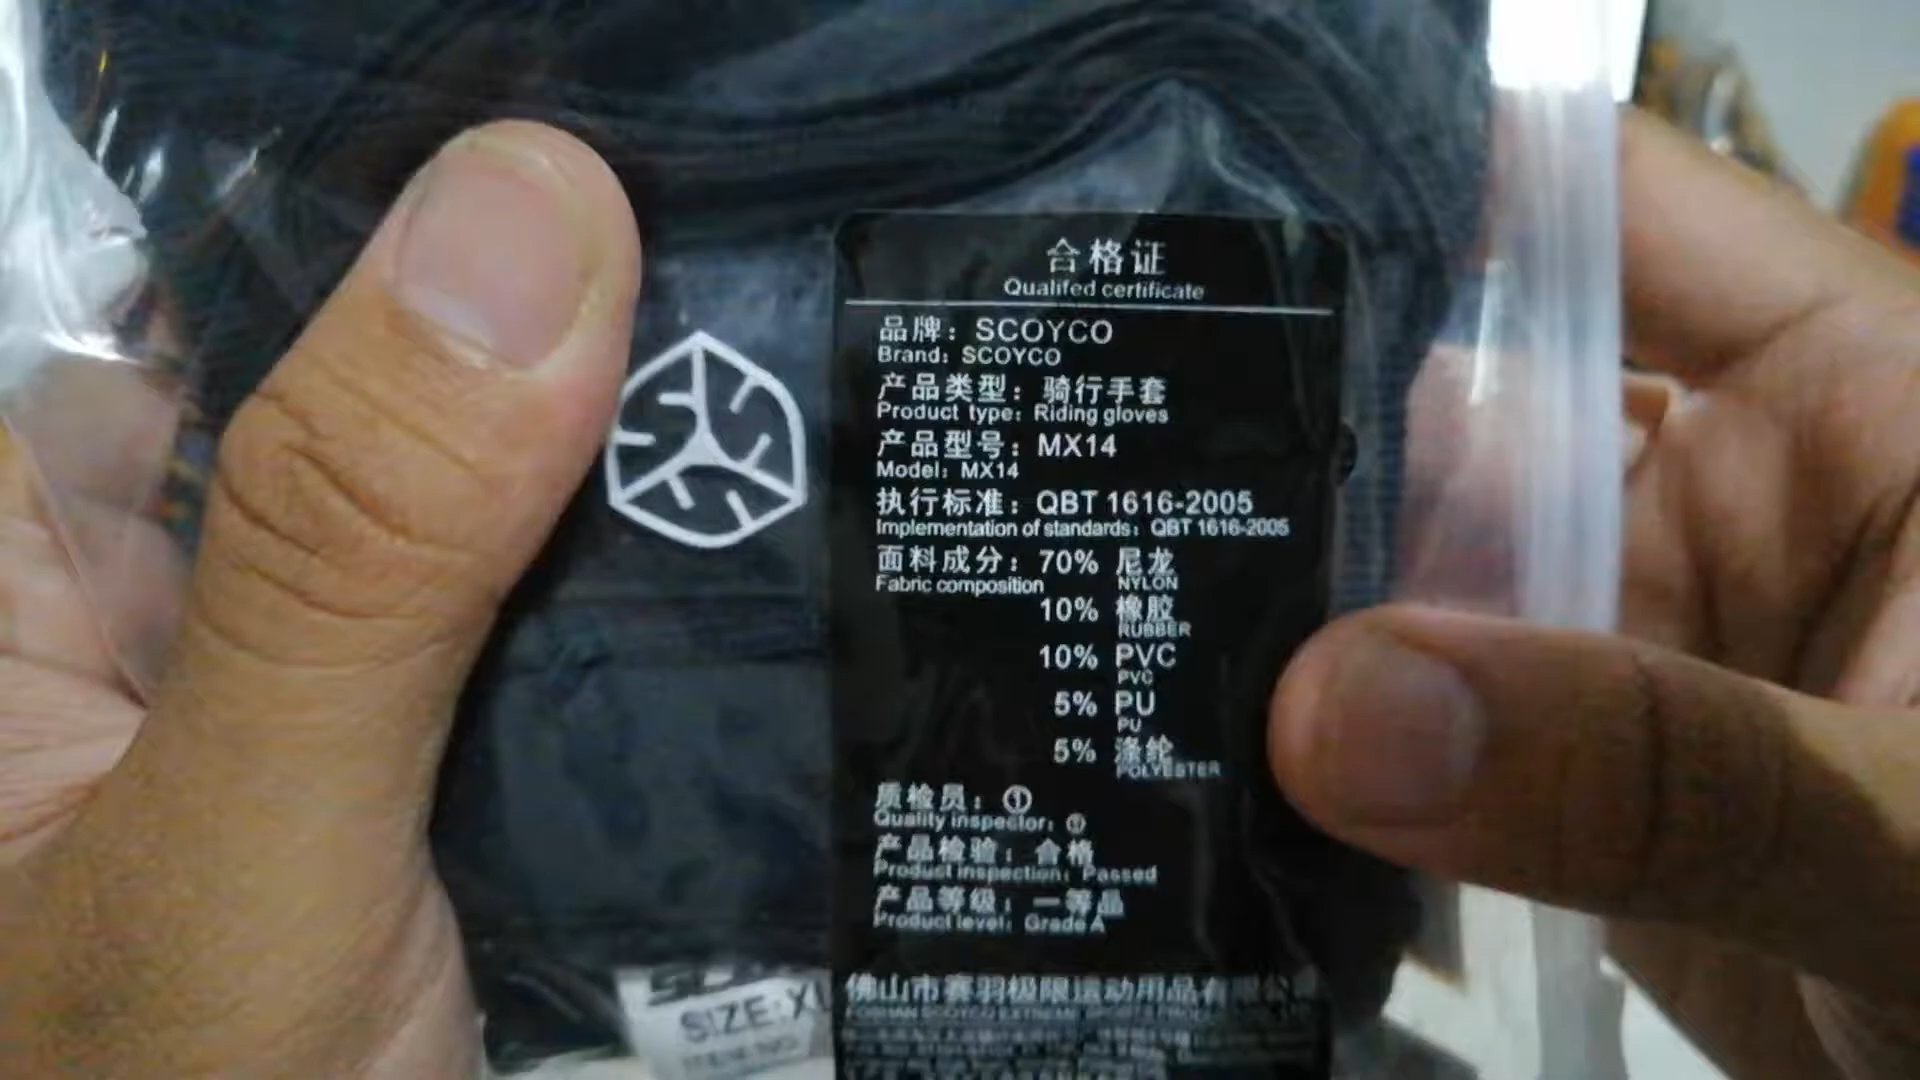 合格证
Qualifed certificate
品牌：SCOYCO
Brand：SCOYCO
产品类型：骑行手套
Product type：Riding gloves
产品型号：MX14
Model：MX14
执行标准：QBT 1616-2005
Implementation of standards：QBT 1616-2005
面料成分：70% 尼龙
Fabric composition NYLON
10% 橡胶
RUBBER
10% PVC
PVC
5% PU
PU
5% 涤纶
POLYESTER
质检员：①
Quality inspector：①
产品检验：合格
Product inspection：Passed
产品等级：一等品
Product level：Grade A
佛山市赛羽极限运动用品有限公司
FOSHAN SCOYCO EXTREME SPORTS
SIZE: XL